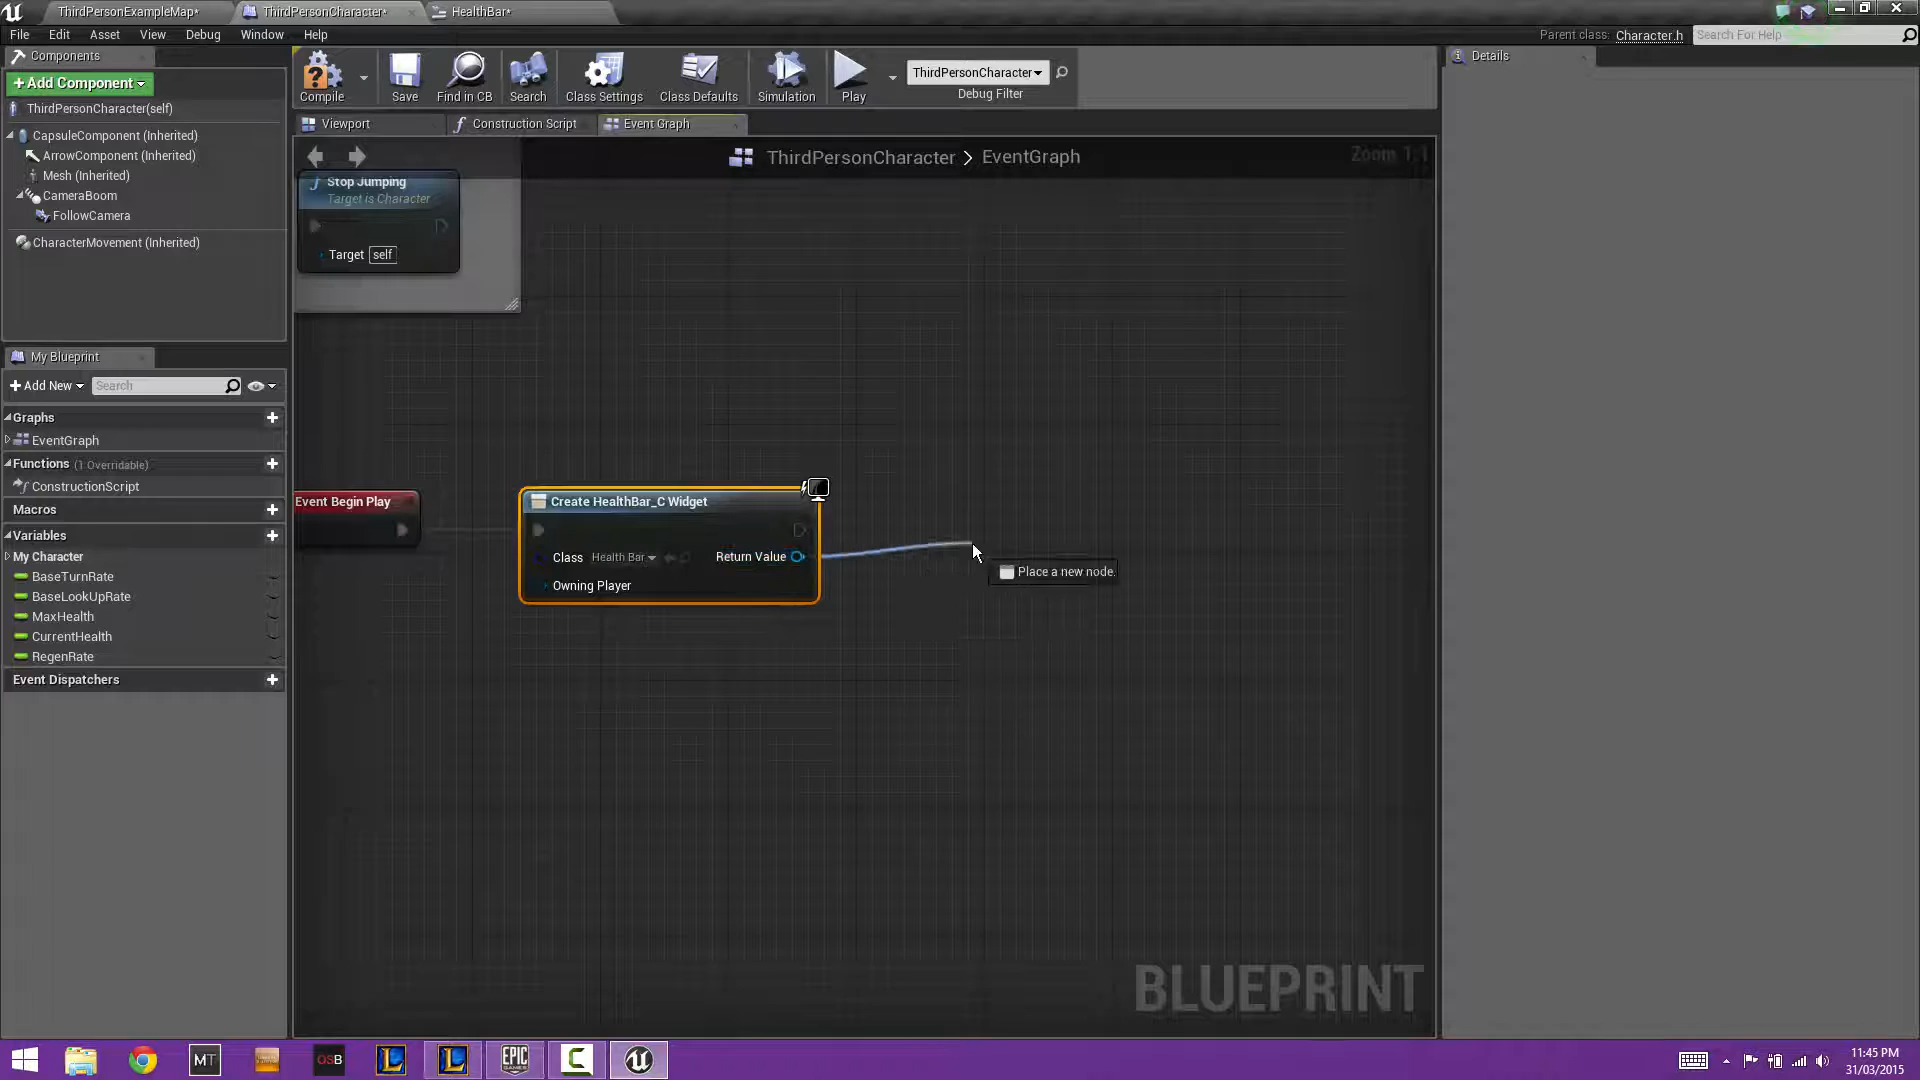 ThirdPersonExampleMap*
ThirdPersonCharacter*
HealthBar*
File Edit Asset View Debug Window Help
Parent class: Character.h
Search For Help
Components
Details
Add Component
ThirdPersonCharacter(self)
CapsuleComponent (Inherited)
ArrowComponent (Inherited)
Mesh (Inherited)
CameraBoom
FollowCamera
CharacterMovement (Inherited)
Compile Save Find in CB Search Class Settings Class Defaults Simulation Play
ThirdPersonCharacter
Debug Filter
Viewport
Construction Script
Event Graph
ThirdPersonCharacter > EventGraph
Zoom 1:1
Stop Jumping
Target is Character
Target self
My Blueprint
Add New
Search
Graphs
EventGraph
Functions (1 Overridable)
ConstructionScript
Macros
Variables
My Character
BaseTurnRate
BaseLookUpRate
MaxHealth
CurrentHealth
RegenRate
Event Dispatchers
Event Begin Play
Create HealthBar_C Widget
Class Health Bar
Return Value
Owning Player
Place a new node.
BLUEPRINT
MT
OSB
L
L
EPIC GAMES
C
11:45 PM
31/03/2015